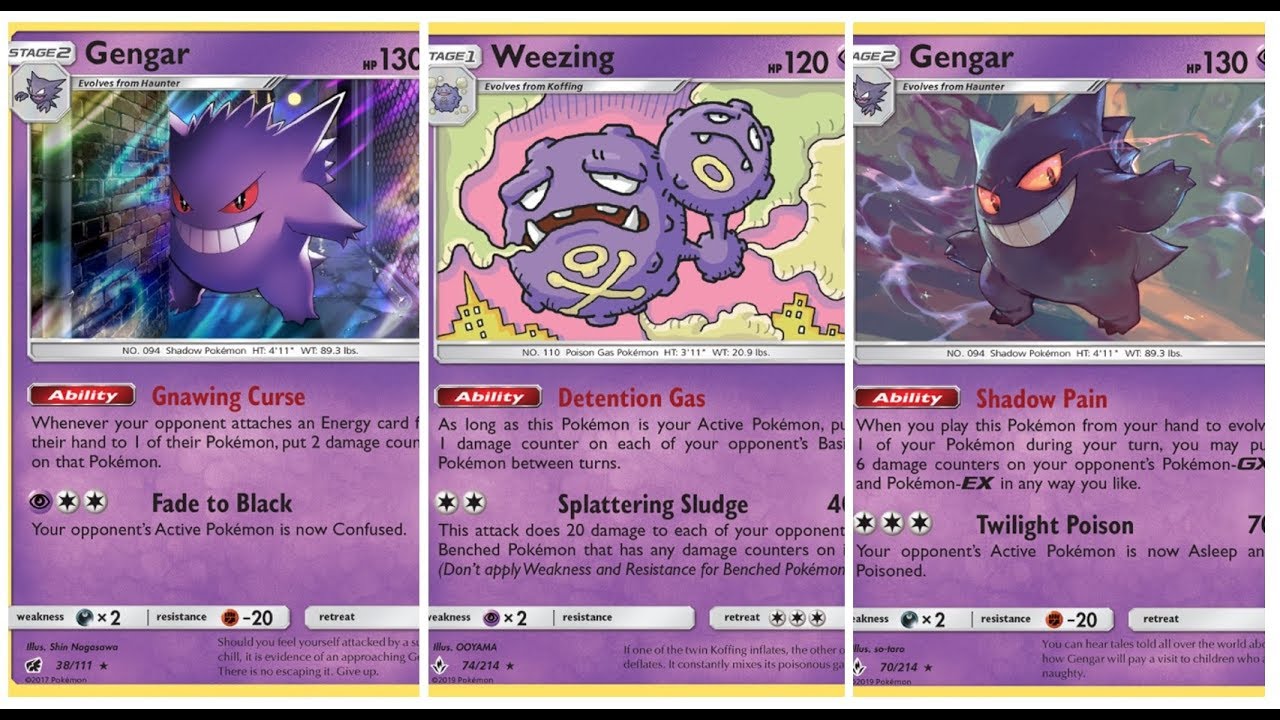 STAGE2 Gengar HP 130
Evolves from Haunter
NO. 094 Shadow Pokémon HT: 4'11" WT: 89.3 lbs.
Ability Gnawing Curse
Whenever your opponent attaches an Energy card f
their hand to 1 of their Pokémon, put 2 damage coun
on that Pokémon.
Fade to Black
Your opponent's Active Pokémon is now Confused.
weakness ×2 resistance -20 retreat
Illus. Shin Nagasawa
38/111 ★
©2017 Pokémon
Should you feel yourself attacked by a su
chill, it is evidence of an approaching Ge
There is no escaping it. Give up.
TAGE1 Weezing HP 120
Evolves from Koffing
NO. 110 Poison Gas Pokémon HT: 3'11" WT: 20.9 lbs.
Ability Detention Gas
As long as this Pokémon is your Active Pokémon, pu
1 damage counter on each of your opponent's Basi
Pokémon between turns.
Splattering Sludge 40
This attack does 20 damage to each of your opponent
Benched Pokémon that has any damage counters on i
(Don't apply Weakness and Resistance for Benched Pokémon
weakness ×2 resistance retreat
Illus. OOYAMA
74/214 ★
©2019 Pokémon
If one of the twin Koffing inflates, the other o
deflates. It constantly mixes its poisonous ga
AGE2 Gengar HP 130
Evolves from Haunter
NO. 094 Shadow Pokémon HT: 4'11" WT: 89.3 lbs.
Ability Shadow Pain
When you play this Pokémon from your hand to evolv
1 of your Pokémon during your turn, you may pu
6 damage counters on your opponent's Pokémon-GX
and Pokémon-EX in any way you like.
Twilight Poison 70
Your opponent's Active Pokémon is now Asleep an
Poisoned.
eakness ×2 resistance -20 retreat
Illus. so-taro
70/214 ★
©2019 Pokémon
You can hear tales told all over the world abo
how Gengar will pay a visit to children who a
naughty.